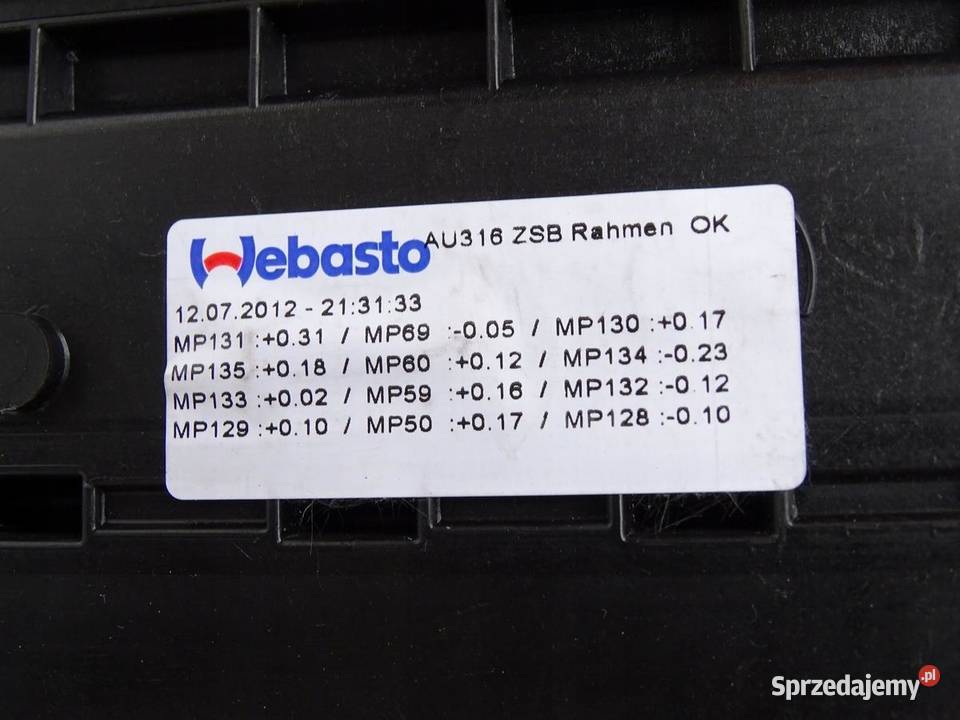 Webasto AU316 ZSB Rahmen OK
12.07.2012 - 21:31:33
MP131 :+0.31 / MP69 :-0.05 / MP130 :+0.17
MP135 :+0.18 / MP60 :+0.12 / MP134 :-0.23
MP133 :+0.02 / MP59 :+0.16 / MP132 :-0.12
MP129 :+0.10 / MP50 :+0.17 / MP128 :-0.10
Sprzedajemy.pl